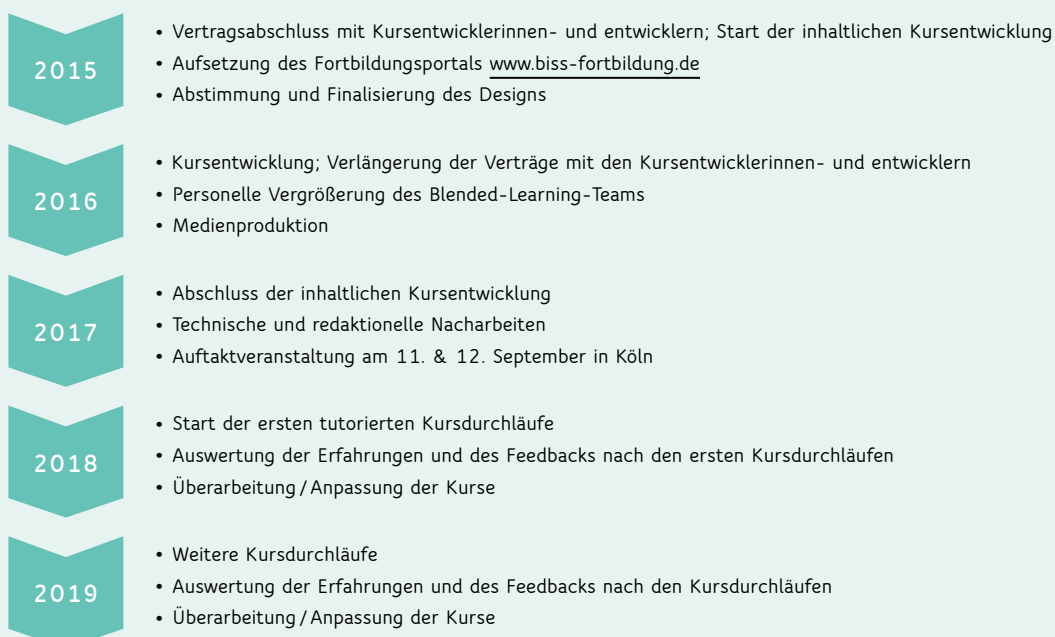 2015
• Vertragsabschluss mit Kursentwicklerinnen- und entwicklern; Start der inhaltlichen Kursentwicklung
• Aufsetzung des Fortbildungsportals www.biss-fortbildung.de
• Abstimmung und Finalisierung des Designs
2016
• Kursentwicklung; Verlängerung der Verträge mit den Kursentwicklerinnen- und entwicklern
• Personelle Vergrößerung des Blended-Learning-Teams
• Medienproduktion
2017
• Abschluss der inhaltlichen Kursentwicklung
• Technische und redaktionelle Nacharbeiten
• Auftaktveranstaltung am 11. & 12. September in Köln
2018
• Start der ersten tutorierten Kursdurchläufe
• Auswertung der Erfahrungen und des Feedbacks nach den ersten Kursdurchläufen
• Überarbeitung / Anpassung der Kurse
2019
• Weitere Kursdurchläufe
• Auswertung der Erfahrungen und des Feedbacks nach den Kursdurchläufen
• Überarbeitung / Anpassung der Kurse